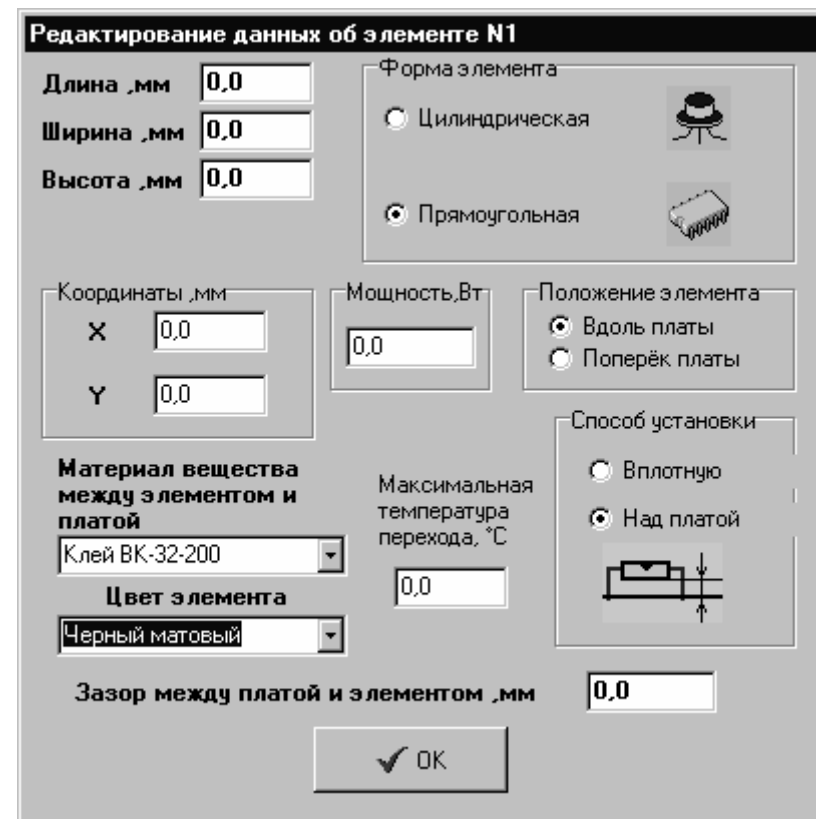 Редактирование данных об элементе N1
Длина ,мм 0,0
Ширина ,мм 0,0
Высота ,мм 0,0
Форма элемента
Цилиндрическая
Прямоугольная
Координаты ,мм
X 0,0
Y 0,0
Мощность,Вт
0,0
Положение элемента
Вдоль платы
Поперёк платы
Способ установки
Вплотную
Над платой
Материал вещества
между элементом и
платой
Клей ВК-32-200
Цвет элемента
Черный матовый
Максимальная
температура
перехода, °C
0,0
Зазор между платой и элементом ,мм 0,0
OK